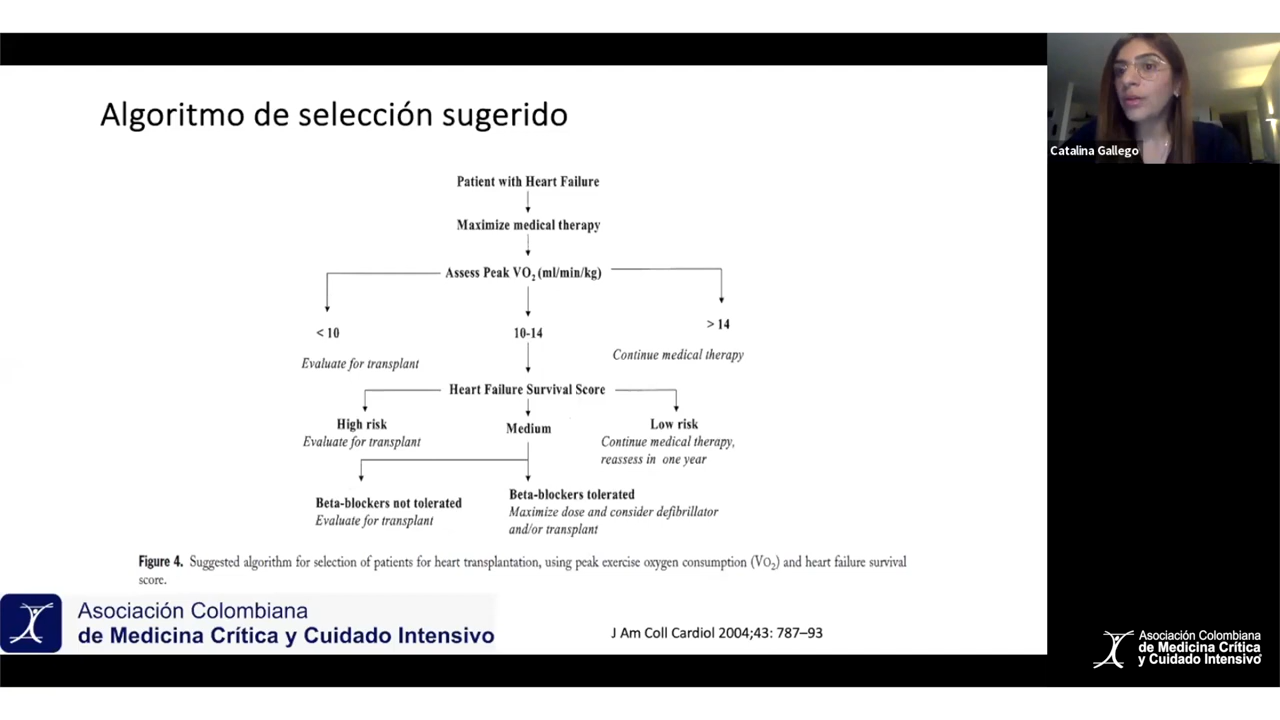 Algoritmo de selección sugerido
Catalina Gallego
Patient with Heart Failure
Maximize medical therapy
Assess Peak VO₂ (ml/min/kg)
< 10
10-14
> 14
Evaluate for transplant
Continue medical therapy
Heart Failure Survival Score
High risk
Evaluate for transplant
Medium
Low risk
Continue medical therapy,
reassess in one year
Beta-blockers not tolerated
Evaluate for transplant
Beta-blockers tolerated
Maximize dose and consider defibrillator
and/or transplant
Figure 4. Suggested algorithm for selection of patients for heart transplantation, using peak exercise oxygen consumption (VO₂) and heart failure survival
score.
Asociación Colombiana
de Medicina Crítica y Cuidado Intensivo
J Am Coll Cardiol 2004;43: 787–93
Asociación Colombiana
de Medicina Crítica
y Cuidado Intensivo